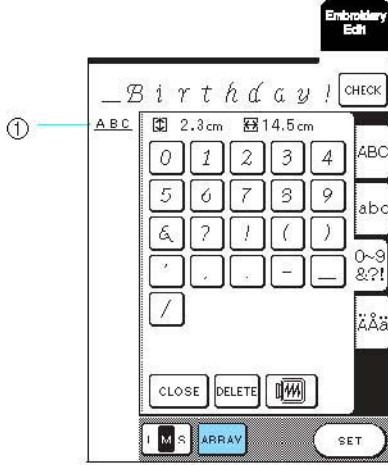 Embroidery
Edit
_Birthday! CHECK
① ABC 2.3cm 14.5cm
0 1 2 3 4 ABC
5 6 7 8 9 abc
& ? ! ( ) 0~9
&?!
' , . - _
/ ÄÅä
CLOSE DELETE
L M S ARRAY SET